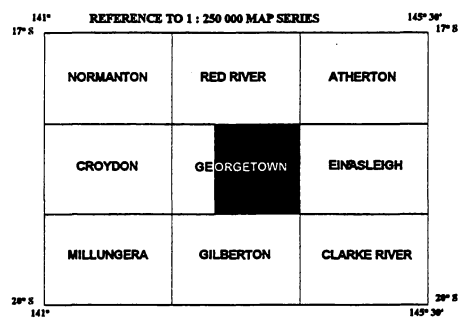 REFERENCE TO 1 : 250 000 MAP SERIES
141° 145° 30'
17° S 17° S
NORMANTON RED RIVER ATHERTON
CROYDON GEORGETOWN EINASLEIGH
MILLUNGERA GILBERTON CLARKE RIVER
20° S 20° S
141° 145° 30'